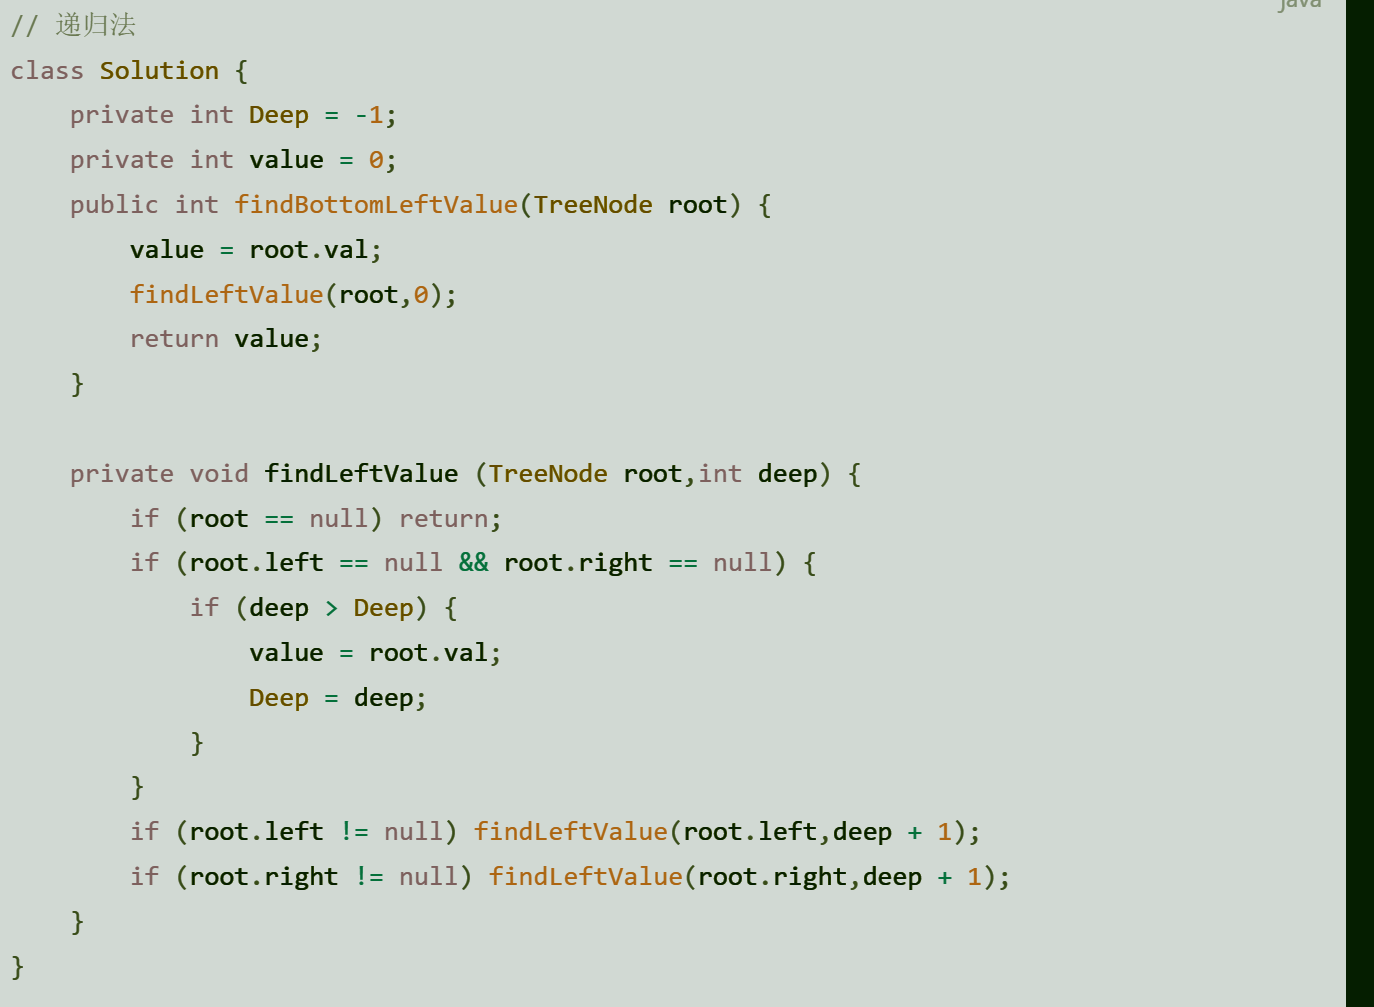 java
// 递归法
class Solution {
    private int Deep = -1;
    private int value = 0;
    public int findBottomLeftValue(TreeNode root) {
        value = root.val;
        findLeftValue(root,0);
        return value;
    }

    private void findLeftValue (TreeNode root,int deep) {
        if (root == null) return;
        if (root.left == null && root.right == null) {
            if (deep > Deep) {
                value = root.val;
                Deep = deep;
            }
        }
        if (root.left != null) findLeftValue(root.left,deep + 1);
        if (root.right != null) findLeftValue(root.right,deep + 1);
    }
}